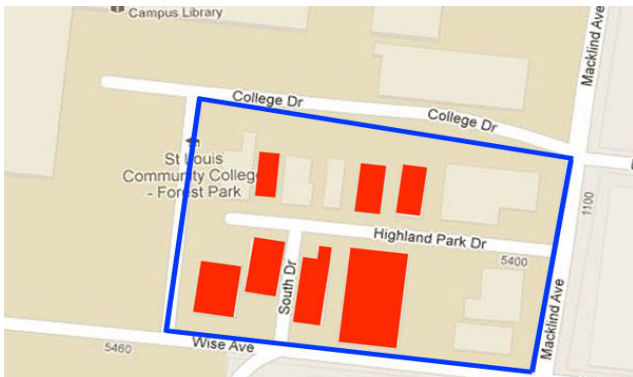 Campus Library
College Dr
College Dr
Macklind Ave
St Louis
Community College
- Forest Park
1100
Highland Park Dr
5400
South Dr
Macklind Ave
Wise Ave
5460